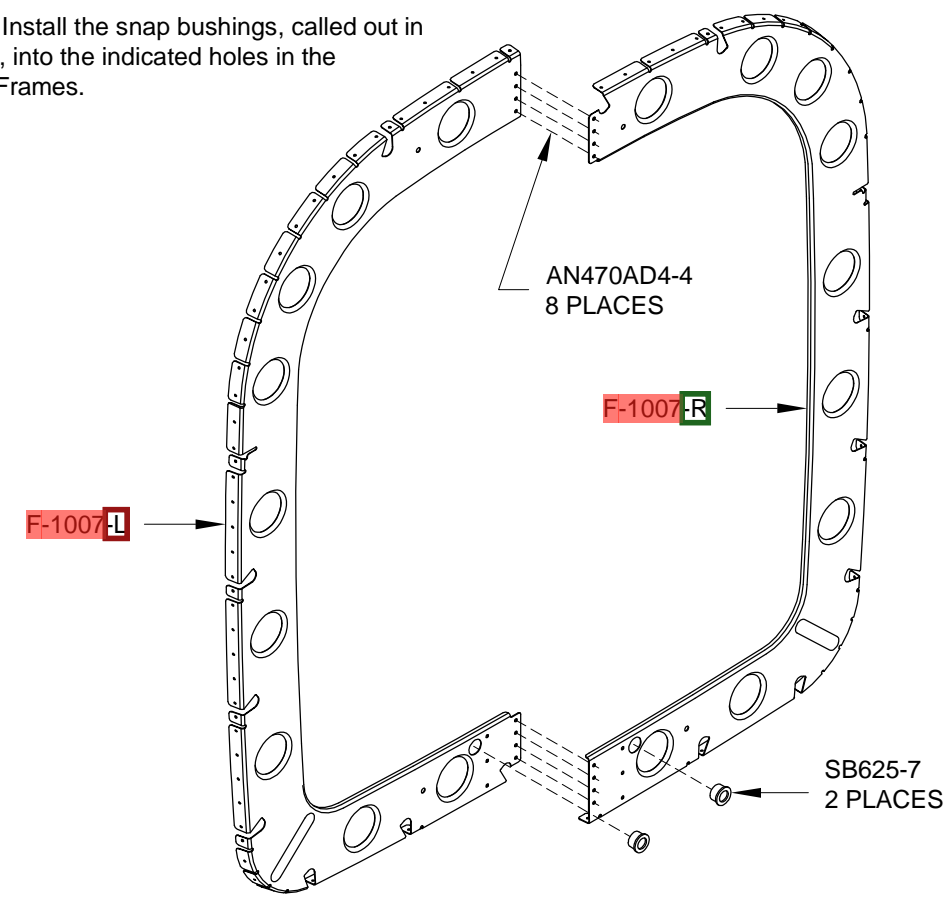 Install the snap bushings, called out in
, into the indicated holes in the
Frames.
AN470AD4-4
8 PLACES
F-1007-R
F-1007-L
SB625-7
2 PLACES